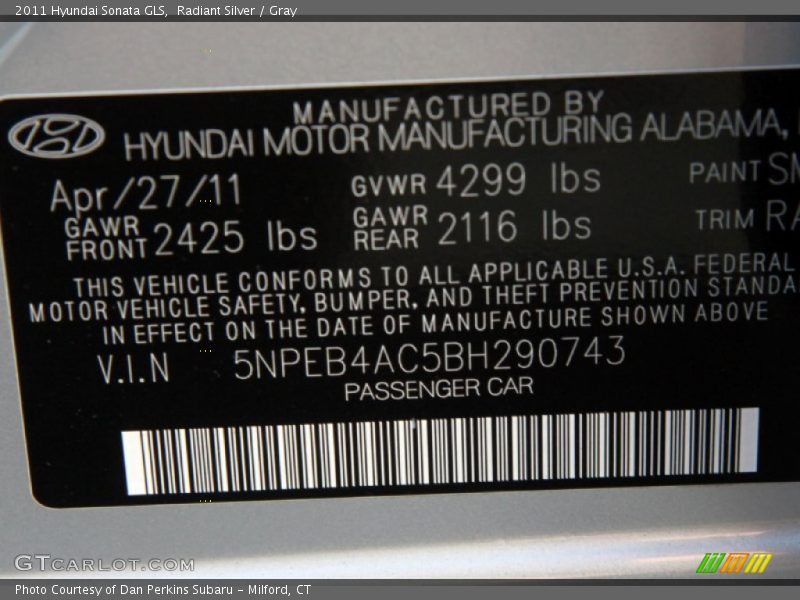 2011 Hyundai Sonata GLS, Radiant Silver / Gray
MANUFACTURED BY
HYUNDAI MOTOR MANUFACTURING ALABAMA,
Apr/27/11 GVWR 4299 lbs PAINT SM
GAWR FRONT 2425 lbs GAWR REAR 2116 lbs TRIM RA
THIS VEHICLE CONFORMS TO ALL APPLICABLE U.S.A. FEDERAL
MOTOR VEHICLE SAFETY, BUMPER, AND THEFT PREVENTION STANDA
IN EFFECT ON THE DATE OF MANUFACTURE SHOWN ABOVE
V.I.N 5NPEB4AC5BH290743
PASSENGER CAR
GTCARLOT.COM
Photo Courtesy of Dan Perkins Subaru - Milford, CT